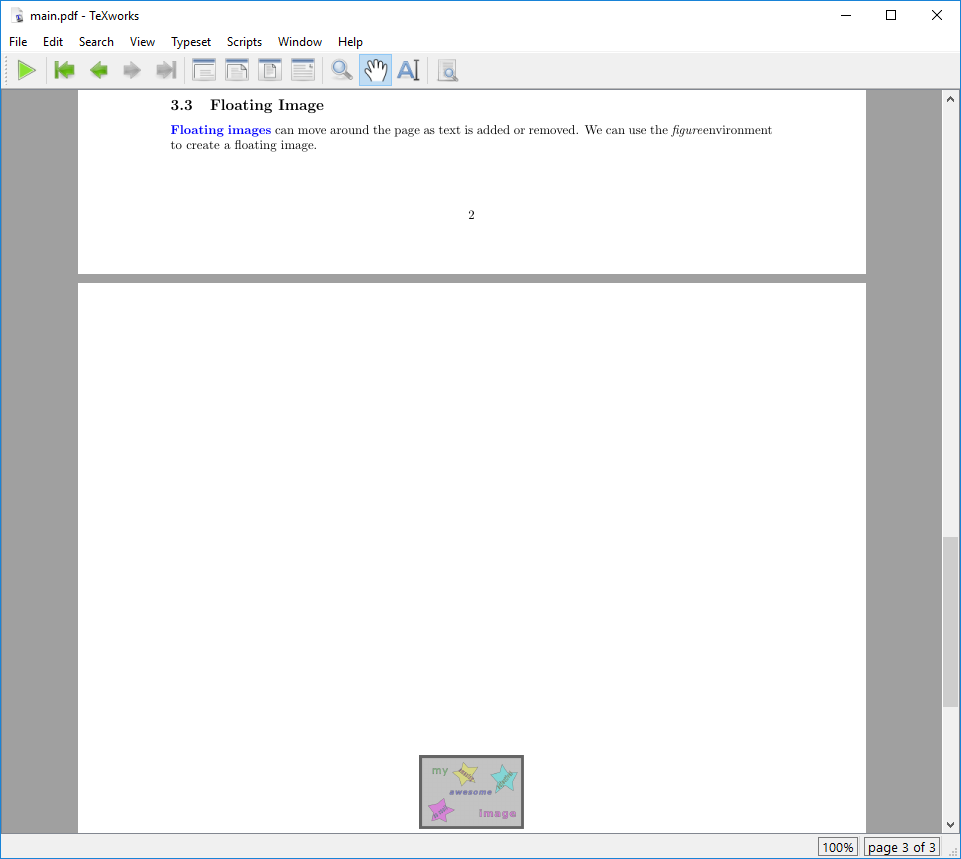 main.pdf - TeXworks
File Edit Search View Typeset Scripts Window Help
3.3 Floating Image
Floating images can move around the page as text is added or removed. We can use the figureenvironment
to create a floating image.
2
my
awesome
image
100% page 3 of 3